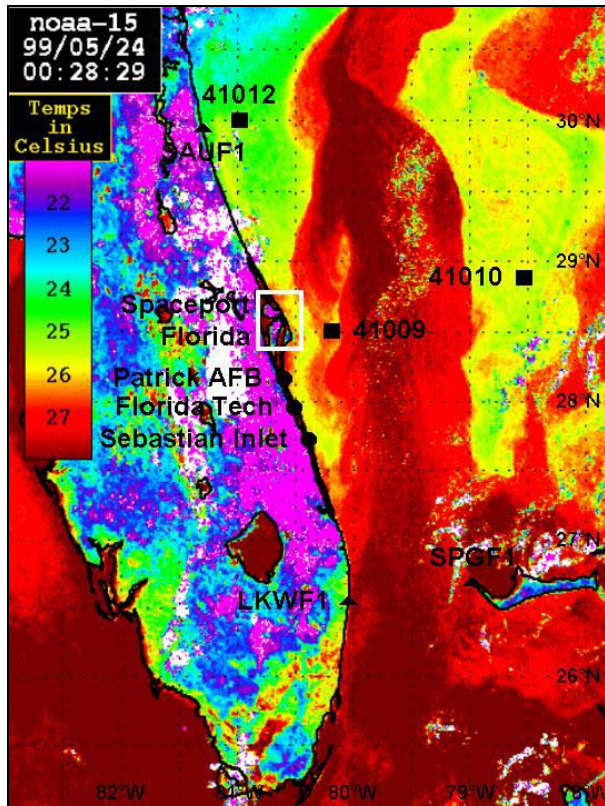 noaa-15
99/05/24
00:28:29
Temps
in
Celsius
22
23
24
25
26
27
41012
AUF1
30°N
29°N
41010
Spaceport
Florida
41009
Patrick AFB
28°N
Florida Tech
Sebastian Inlet
27°N
SPGF1
LKWF1
26°N
82°W
80°W
79°W
78°W